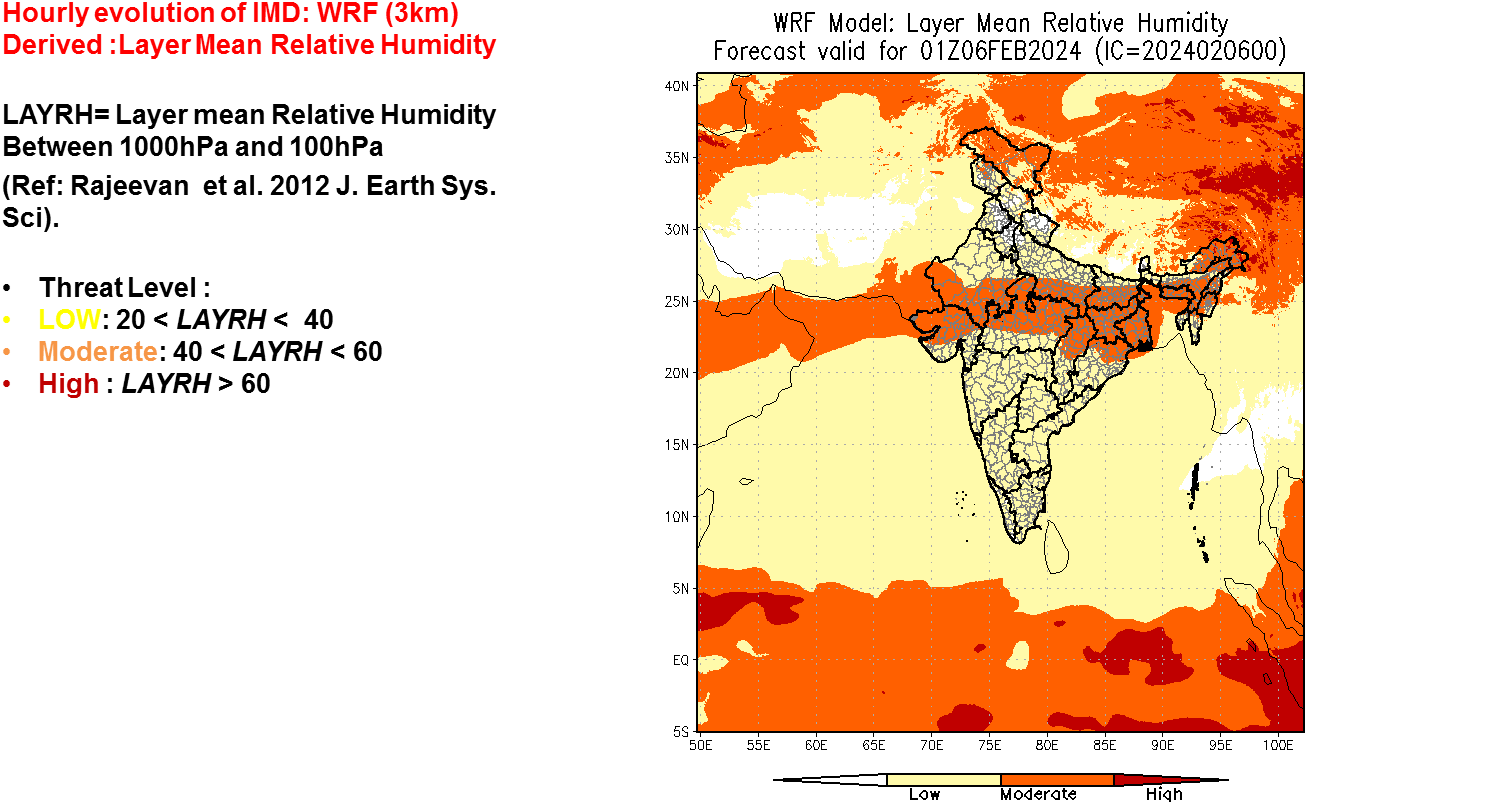 Hourly evolution of IMD: WRF (3km)
Derived :Layer Mean Relative Humidity
LAYRH= Layer mean Relative Humidity
Between 1000hPa and 100hPa
(Ref: Rajeevan et al. 2012 J. Earth Sys.
Sci).
• Threat Level :
• LOW: 20 < LAYRH < 40
• Moderate: 40 < LAYRH < 60
• High : LAYRH > 60
WRF Model: Layer Mean Relative Humidity
Forecast valid for 01Z06FEB2024 (IC=2024020600)
40N
35N
30N
25N
20N
15N
10N
5N
EQ
5S
50E 55E 60E 65E 70E 75E 80E 85E 90E 95E 100E
Low Moderate High